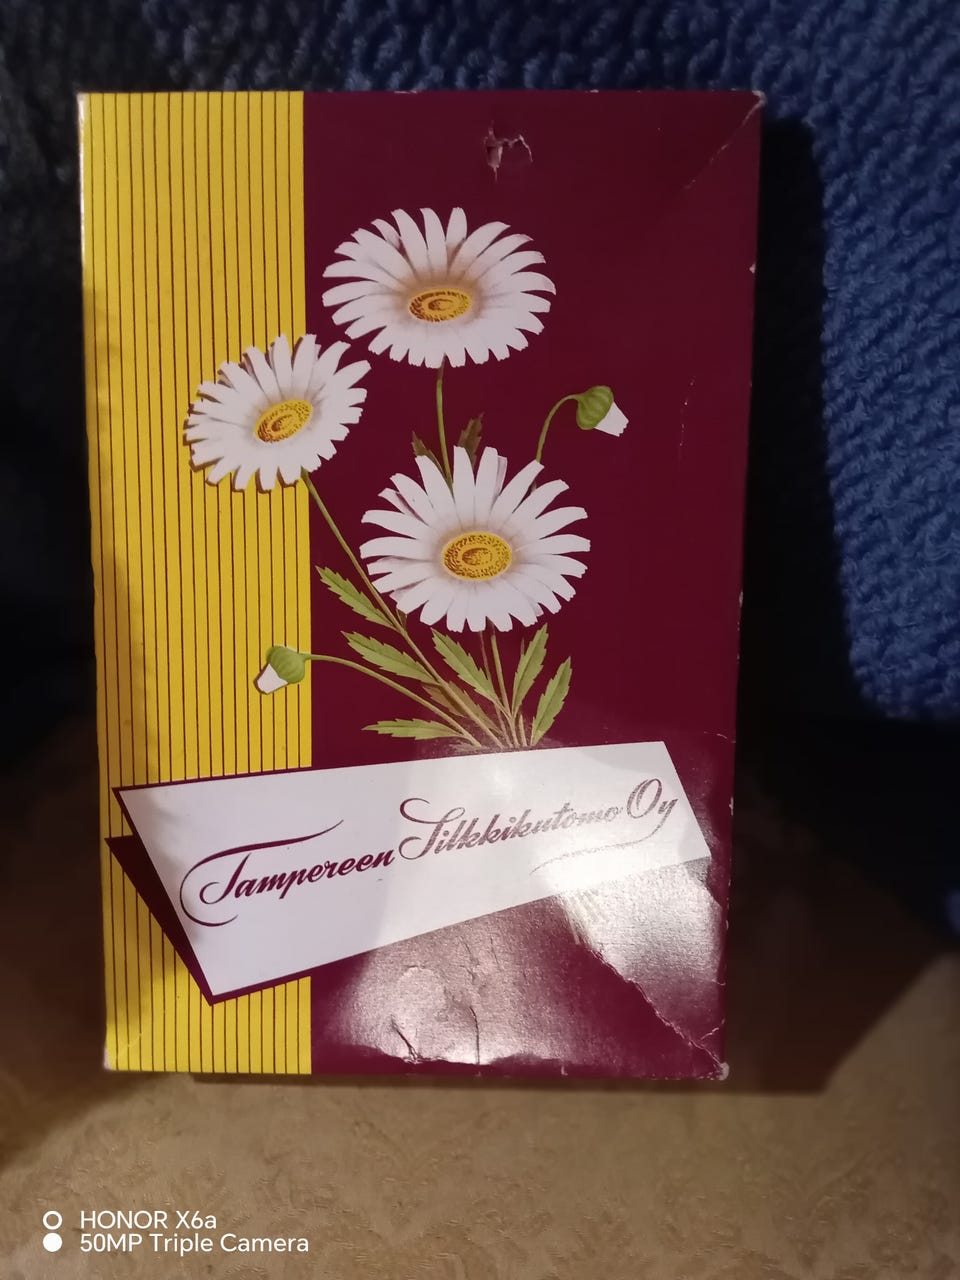 Tampereen Silkkikutomo Oy
HONOR X6a
50MP Triple Camera